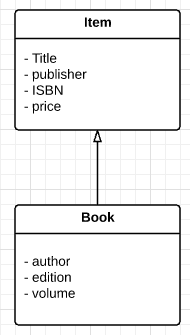 Item
- Title
- publisher
- ISBN
- price
Book
- author
- edition
- volume